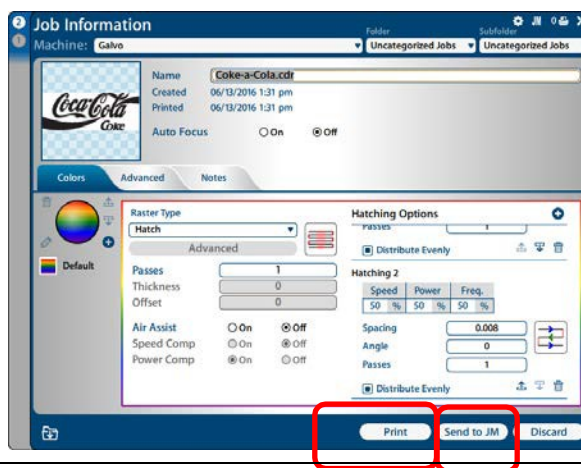 2
1
Job Information
JM 0
Machine: Galvo
Folder
Uncategorized Jobs
Subfolder
Uncategorized Jobs
Coca-Cola
Coke
Name Coke-a-Cola.cdr
Created 06/13/2016 1:31 pm
Printed 06/13/2016 1:31 pm
Auto Focus On Off
Colors Advanced Notes
Default
Raster Type
Hatch
Advanced
Passes 1
Thickness 0
Offset 0
Air Assist On Off
Speed Comp On Off
Power Comp On Off
Hatching Options
Passes 1
Distribute Evenly
Hatching 2
Speed Power Freq.
50 % 50 % 50 %
Spacing 0.008
Angle 0
Passes 1
Distribute Evenly
Print Send to JM Discard